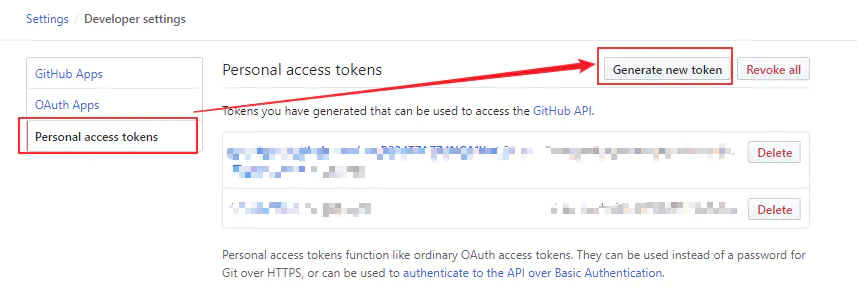 Settings / Developer settings
GitHub Apps
OAuth Apps
Personal access tokens
Personal access tokens
Generate new token
Revoke all
Tokens you have generated that can be used to access the GitHub API.
Delete
Delete
Personal access tokens function like ordinary OAuth access tokens. They can be used instead of a password for
Git over HTTPS, or can be used to authenticate to the API over Basic Authentication.